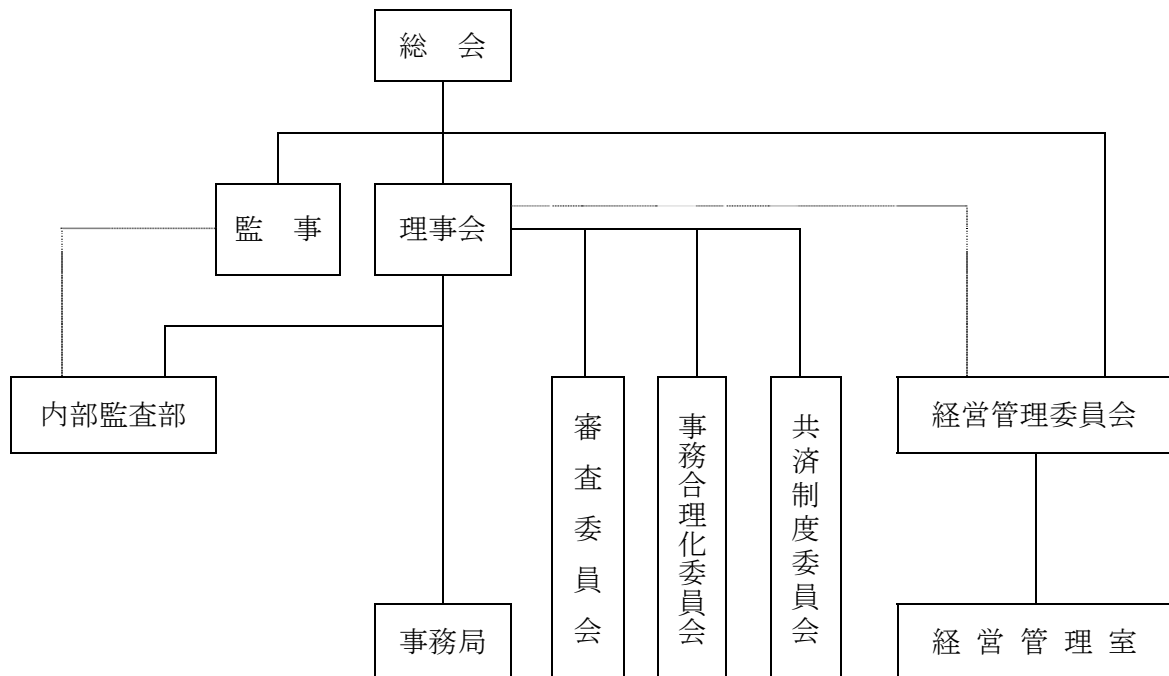 総　会
監　事
理事会
内部監査部
審査委員会
事務合理化委員会
共済制度委員会
経営管理委員会
事務局
経 営 管 理 室